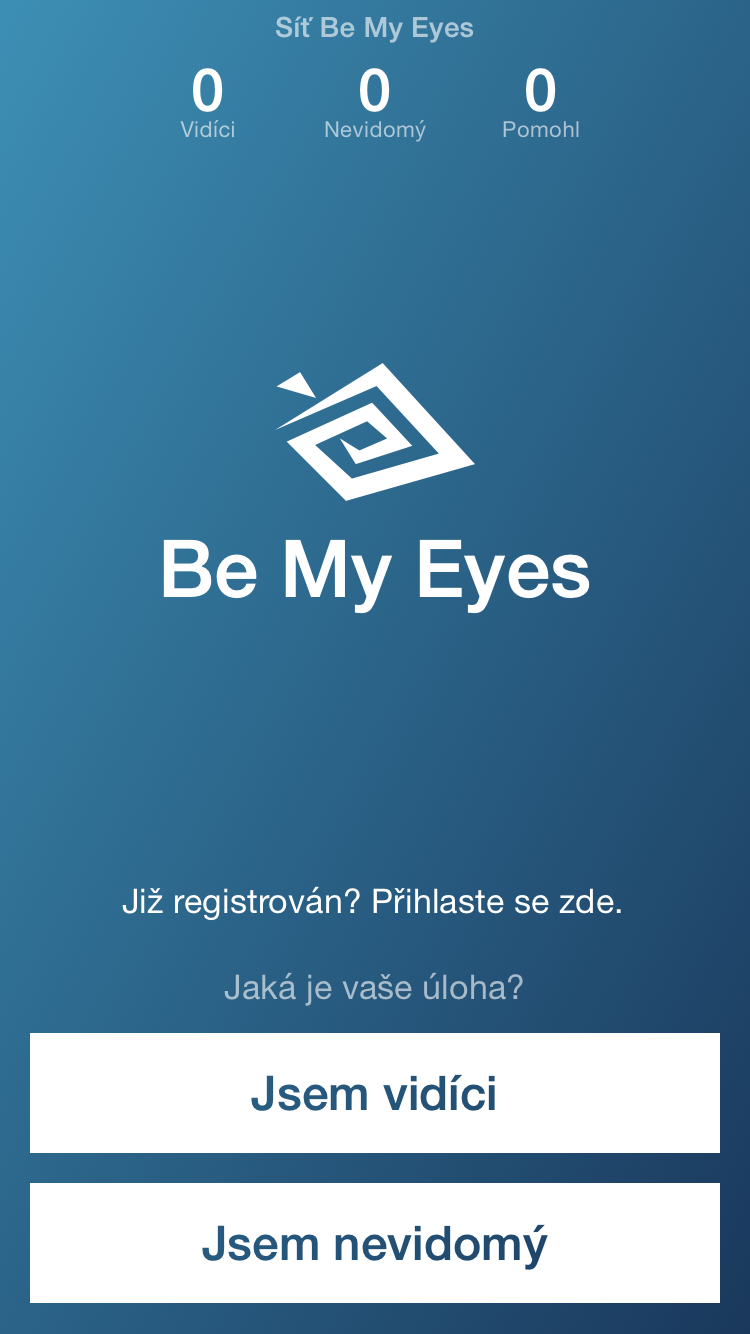 Síť Be My Eyes
0 0 0
Vidíci Nevidomý Pomohl
Be My Eyes
Již registrován? Přihlaste se zde.
Jaká je vaše úloha?
Jsem vidíci
Jsem nevidomý